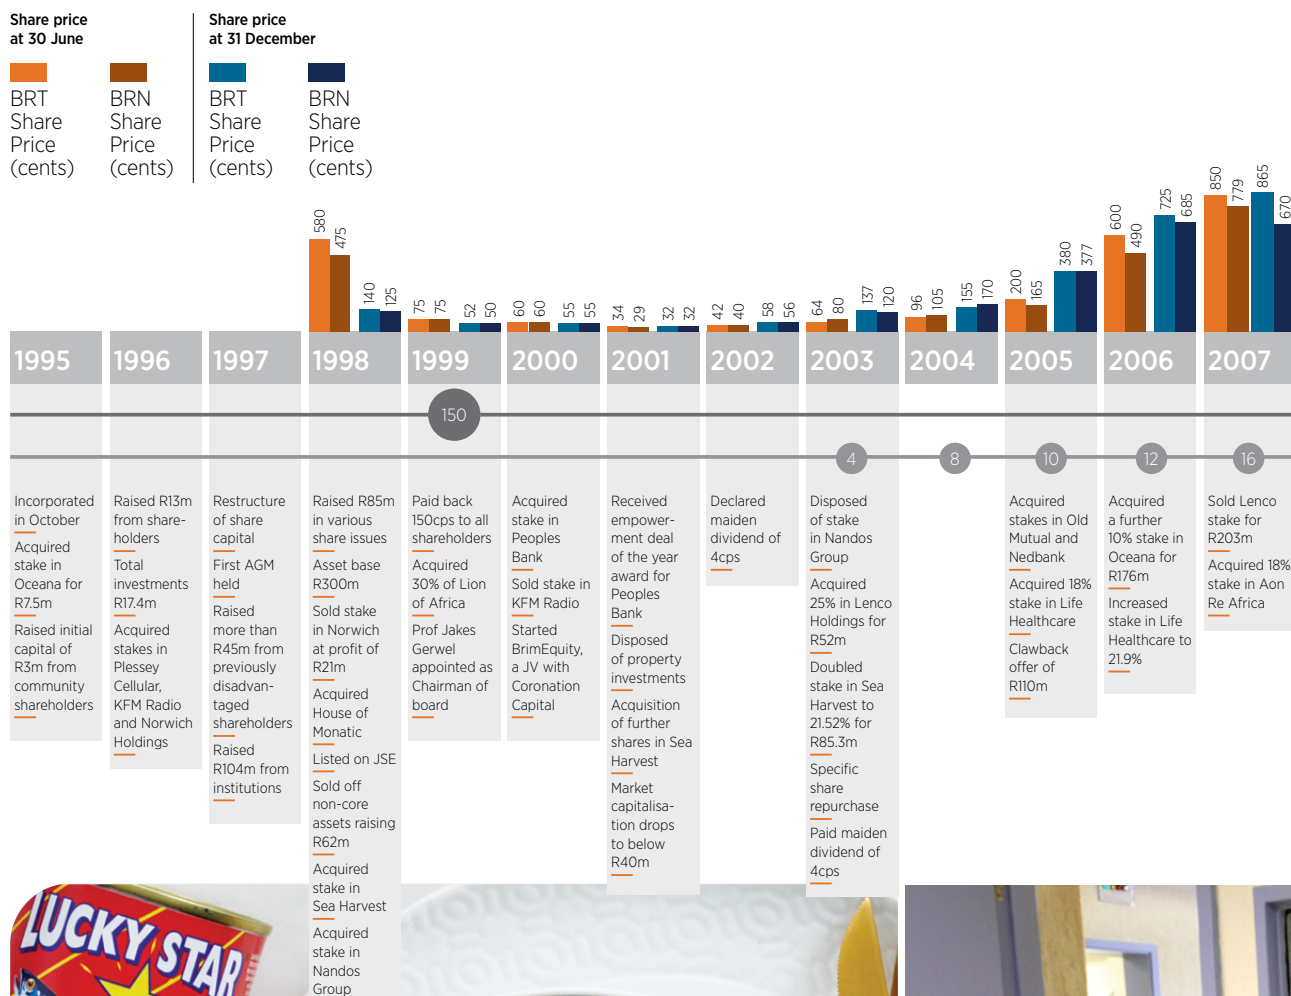 Share price
at 30 June
Share price
at 31 December
BRT
Share
Price
(cents)
BRN
Share
Price
(cents)
BRT
Share
Price
(cents)
BRN
Share
Price
(cents)
580
475
140
125
75
75
52
50
60
60
55
55
34
29
32
32
42
40
58
56
64
80
137
120
96
105
155
170
200
165
380
377
600
490
725
685
850
779
865
670
1995
1996
1997
1998
1999
2000
2001
2002
2003
2004
2005
2006
2007
150
4
8
10
12
16
Incorporated
in October
Acquired
stake in
Oceana for
R7.5m
Raised initial
capital of
R3m from
community
shareholders
Raised R13m
from share-
holders
Total
investments
R17.4m
Acquired
stakes in
Plessey
Cellular,
KFM Radio
and Norwich
Holdings
Restructure
of share
capital
First AGM
held
Raised
more than
R45m from
previously
disadvan-
taged
shareholders
Raised
R104m from
institutions
Raised R85m
in various
share issues
Asset base
R300m
Sold stake
in Norwich
at profit of
R21m
Acquired
House of
Monatic
Listed on JSE
Sold off
non-core
assets raising
R62m
Acquired
stake in
Sea Harvest
Acquired
stake in
Nandos
Group
Paid back
150cps to all
shareholders
Acquired
30% of Lion
of Africa
Prof Jakes
Gerwel
appointed as
Chairman of
board
Acquired
stake in
Peoples
Bank
Sold stake in
KFM Radio
Started
BrimEquity,
a JV with
Coronation
Capital
Received
empower-
ment deal
of the year
award for
Peoples
Bank
Disposed
of property
investments
Acquisition
of further
shares in Sea
Harvest
Market
capitalisa-
tion drops
to below
R40m
Declared
maiden
dividend of
4cps
Disposed
of stake
in Nandos
Group
Acquired
25% in Lenco
Holdings for
R52m
Doubled
stake in Sea
Harvest to
21.52% for
R85.3m
Specific
share
repurchase
Paid maiden
dividend of
4cps
Acquired
stakes in Old
Mutual and
Nedbank
Acquired 18%
stake in Life
Healthcare
Clawback
offer of
R110m
Acquired
a further
10% stake in
Oceana for
R176m
Increased
stake in Life
Healthcare to
21.9%
Sold Lenco
stake for
R203m
Acquired 18%
stake in Aon
Re Africa
LUCKY STAR